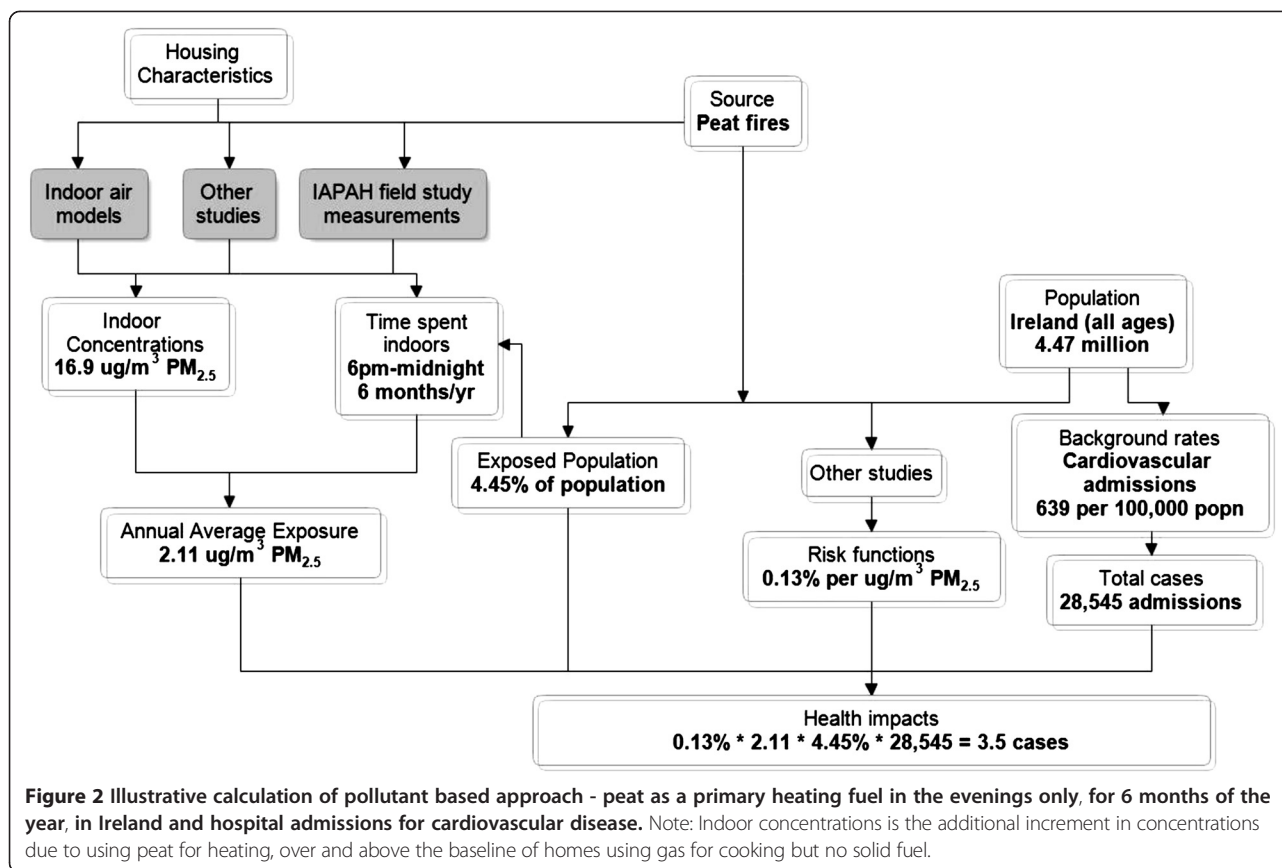 Housing
Characteristics
Source
Peat fires
Indoor air
models
Other
studies
IAPAH field study
measurements
Indoor
Concentrations
16.9 ug/m³ PM₂.₅
Time spent
indoors
6pm-midnight
6 months/yr
Population
Ireland (all ages)
4.47 million
Exposed Population
4.45% of population
Other studies
Background rates
Cardiovascular
admissions
639 per 100,000 popn
Annual Average Exposure
2.11 ug/m³ PM₂.₅
Risk functions
0.13% per ug/m³ PM₂.₅
Total cases
28,545 admissions
Health impacts
0.13% * 2.11 * 4.45% * 28,545 = 3.5 cases
Figure 2 Illustrative calculation of pollutant based approach - peat as a primary heating fuel in the evenings only, for 6 months of the
year, in Ireland and hospital admissions for cardiovascular disease. Note: Indoor concentrations is the additional increment in concentrations
due to using peat for heating, over and above the baseline of homes using gas for cooking but no solid fuel.